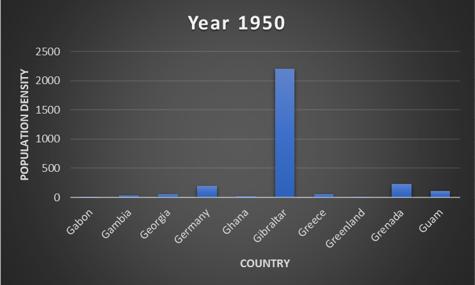 Year 1950
POPULATION DENSITY
2500
2000
1500
1000
500
0
Gabon
Gambia
Georgia
Germany
Ghana
Gibraltar
Greece
Greenland
Grenada
Guam
COUNTRY